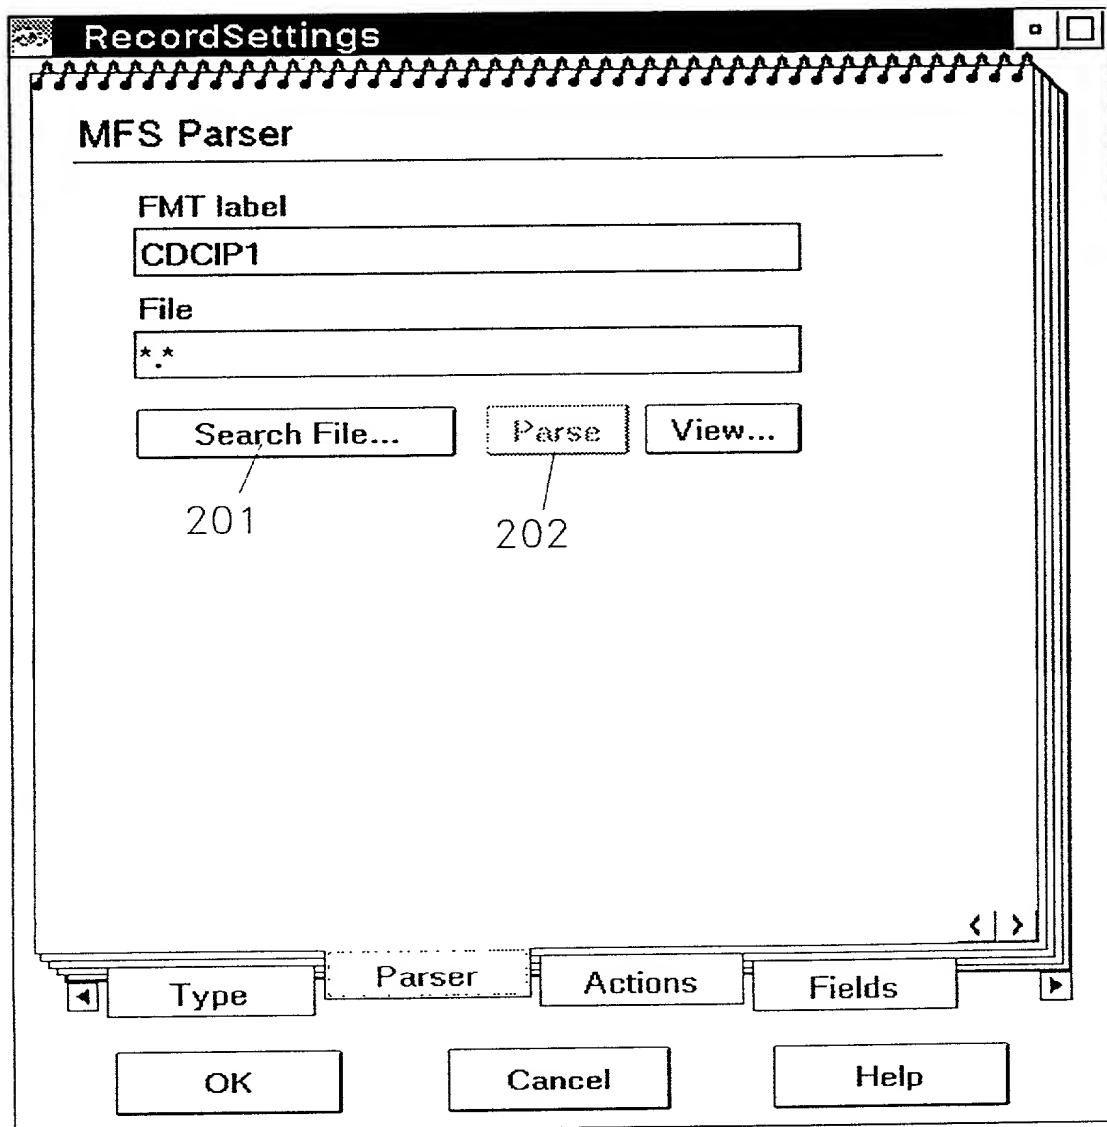 RecordSettings
MFS Parser
FMT label
CDCIP1
File
*.*
Search File... Parse View...
201 202
Type Parser Actions Fields
OK Cancel Help